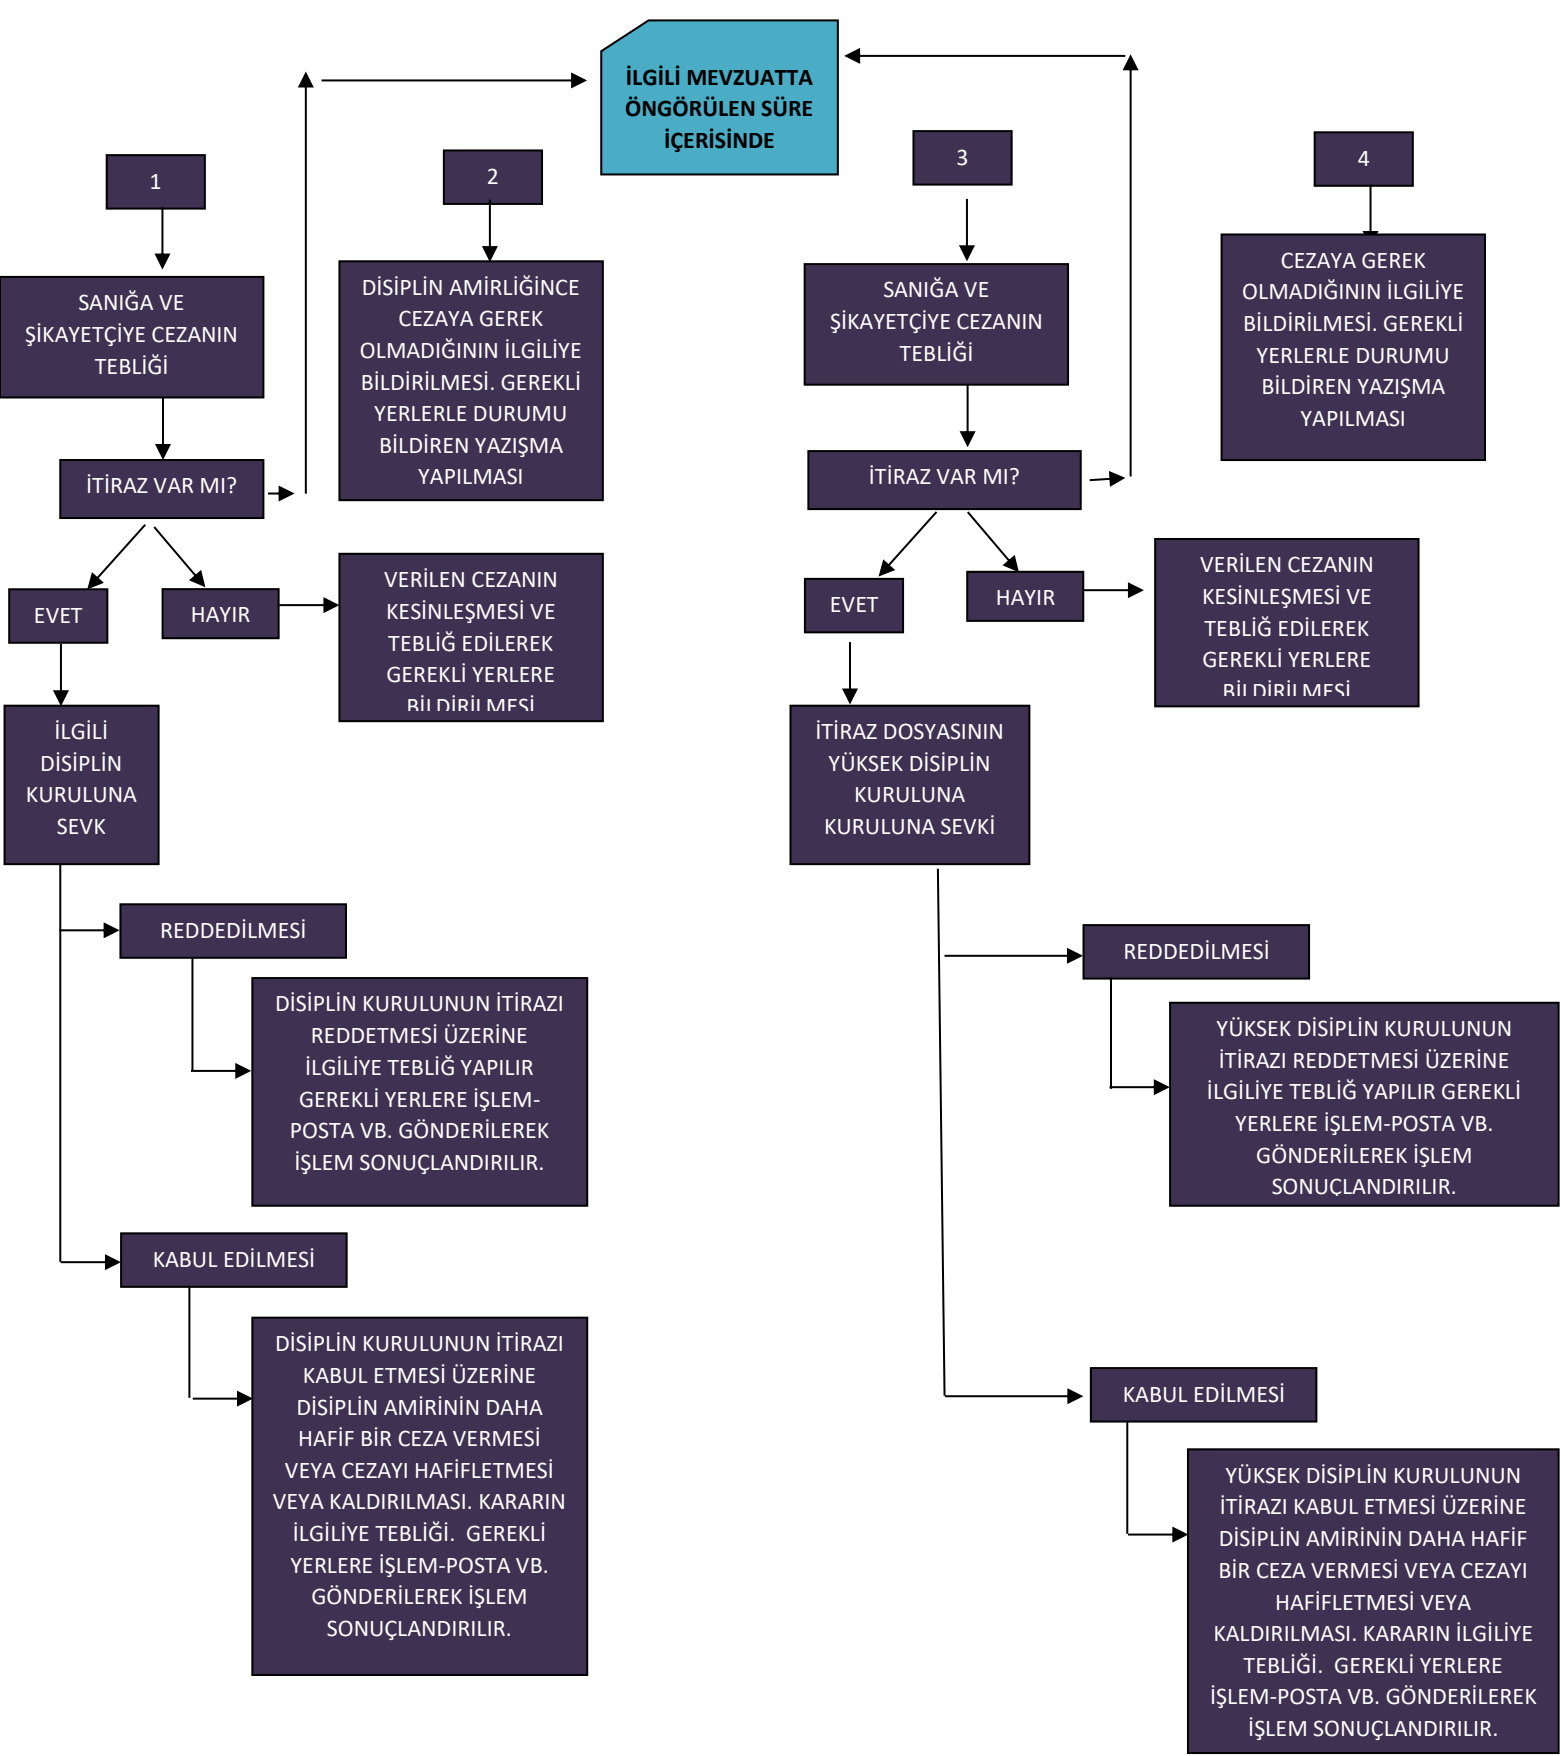 İLGİLİ MEVZUATTA
ÖNGÖRÜLEN SÜRE
İÇERİSİNDE
1
2
3
4
SANIĞA VE
ŞİKAYETÇİYE CEZANIN
TEBLİĞİ
DİSİPLİN AMİRLİĞİNCE
CEZAYA GEREK
OLMADIĞININ İLGİLİYE
BİLDİRİLMESİ. GEREKLİ
YERLERLE DURUMU
BİLDİREN YAZIŞMA
YAPILMASI
SANIĞA VE
ŞİKAYETÇİYE CEZANIN
TEBLİĞİ
CEZAYA GEREK
OLMADIĞININ İLGİLİYE
BİLDİRİLMESİ. GEREKLİ
YERLERLE DURUMU
BİLDİREN YAZIŞMA
YAPILMASI
İTİRAZ VAR MI?
İTİRAZ VAR MI?
EVET
HAYIR
VERİLEN CEZANIN
KESİNLEŞMESİ VE
TEBLİĞ EDİLEREK
GEREKLİ YERLERE
BİLDİRİLMESİ
EVET
HAYIR
VERİLEN CEZANIN
KESİNLEŞMESİ VE
TEBLİĞ EDİLEREK
GEREKLİ YERLERE
BİLDİRİLMESİ
İLGİLİ
DİSİPLİN
KURULUNA
SEVK
İTİRAZ DOSYASININ
YÜKSEK DİSİPLİN
KURULUNA
KURULUNA SEVKİ
REDDEDİLMESİ
DİSİPLİN KURULUNUN İTİRAZI
REDDETMESİ ÜZERİNE
İLGİLİYE TEBLİĞ YAPILIR
GEREKLİ YERLERE İŞLEM-
POSTA VB. GÖNDERİLEREK
İŞLEM SONUÇLANDIRILIR.
REDDEDİLMESİ
YÜKSEK DİSİPLİN KURULUNUN
İTİRAZI REDDETMESİ ÜZERİNE
İLGİLİYE TEBLİĞ YAPILIR GEREKLİ
YERLERE İŞLEM-POSTA VB.
GÖNDERİLEREK İŞLEM
SONUÇLANDIRILIR.
KABUL EDİLMESİ
DİSİPLİN KURULUNUN İTİRAZI
KABUL ETMESİ ÜZERİNE
DİSİPLİN AMİRİNİN DAHA
HAFİF BİR CEZA VERMESİ
VEYA CEZAYI HAFİFLETMESİ
VEYA KALDIRILMASI. KARARIN
İLGİLİYE TEBLİĞİ.  GEREKLİ
YERLERE İŞLEM-POSTA VB.
GÖNDERİLEREK İŞLEM
SONUÇLANDIRILIR.
KABUL EDİLMESİ
YÜKSEK DİSİPLİN KURULUNUN
İTİRAZI KABUL ETMESİ ÜZERİNE
DİSİPLİN AMİRİNİN DAHA HAFİF
BİR CEZA VERMESİ VEYA CEZAYI
HAFİFLETMESİ VEYA
KALDIRILMASI. KARARIN İLGİLİYE
TEBLİĞİ.  GEREKLİ YERLERE
İŞLEM-POSTA VB. GÖNDERİLEREK
İŞLEM SONUÇLANDIRILIR.